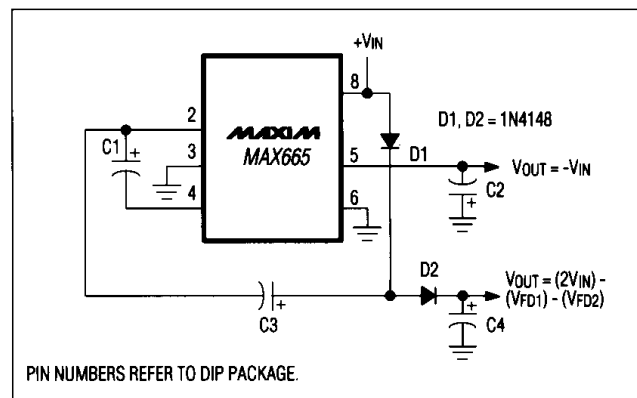 +VIN
8
2
MAXIM
MAX665
D1, D2 = 1N4148
C1
+
3
D1
5
VOUT = -VIN
C2
+
4
6
D2
VOUT = (2VIN) -
(VFD1) - (VFD2)
+
C3
+
C4
PIN NUMBERS REFER TO DIP PACKAGE.